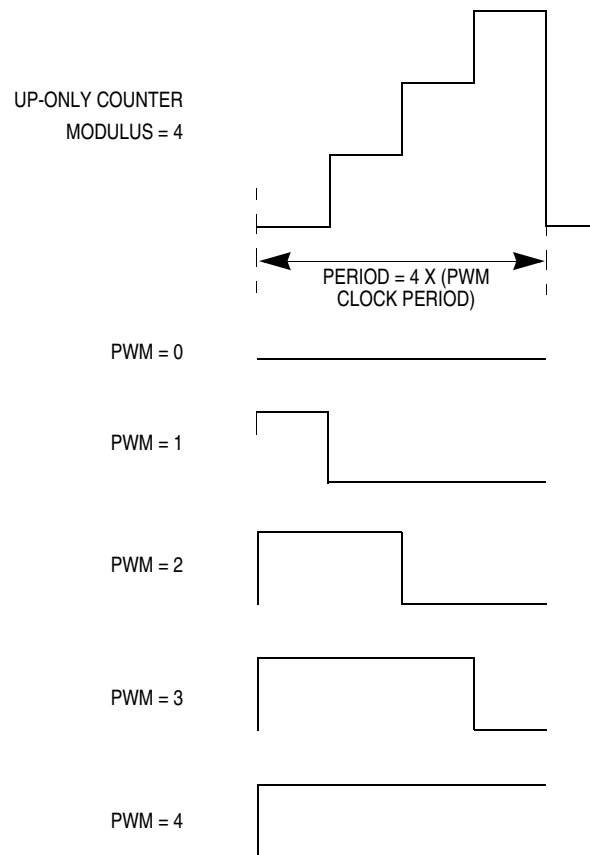 UP-ONLY COUNTER
MODULUS = 4
PERIOD = 4 X (PWM
CLOCK PERIOD)
PWM = 0
PWM = 1
PWM = 2
PWM = 3
PWM = 4